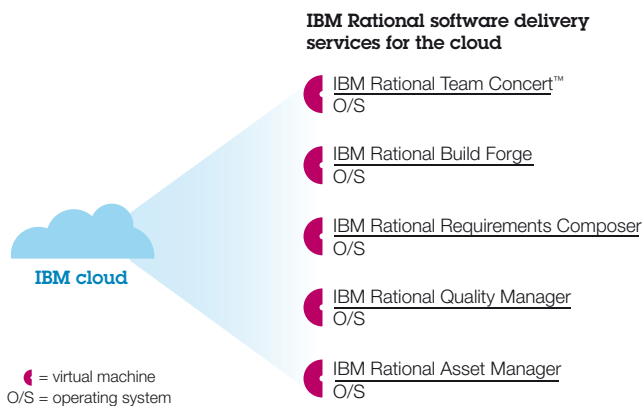 IBM Rational software delivery
services for the cloud
IBM Rational Team Concert™
O/S
IBM Rational Build Forge
O/S
IBM Rational Requirements Composer
O/S
IBM cloud
IBM Rational Quality Manager
O/S
IBM Rational Asset Manager
O/S
= virtual machine
O/S = operating system